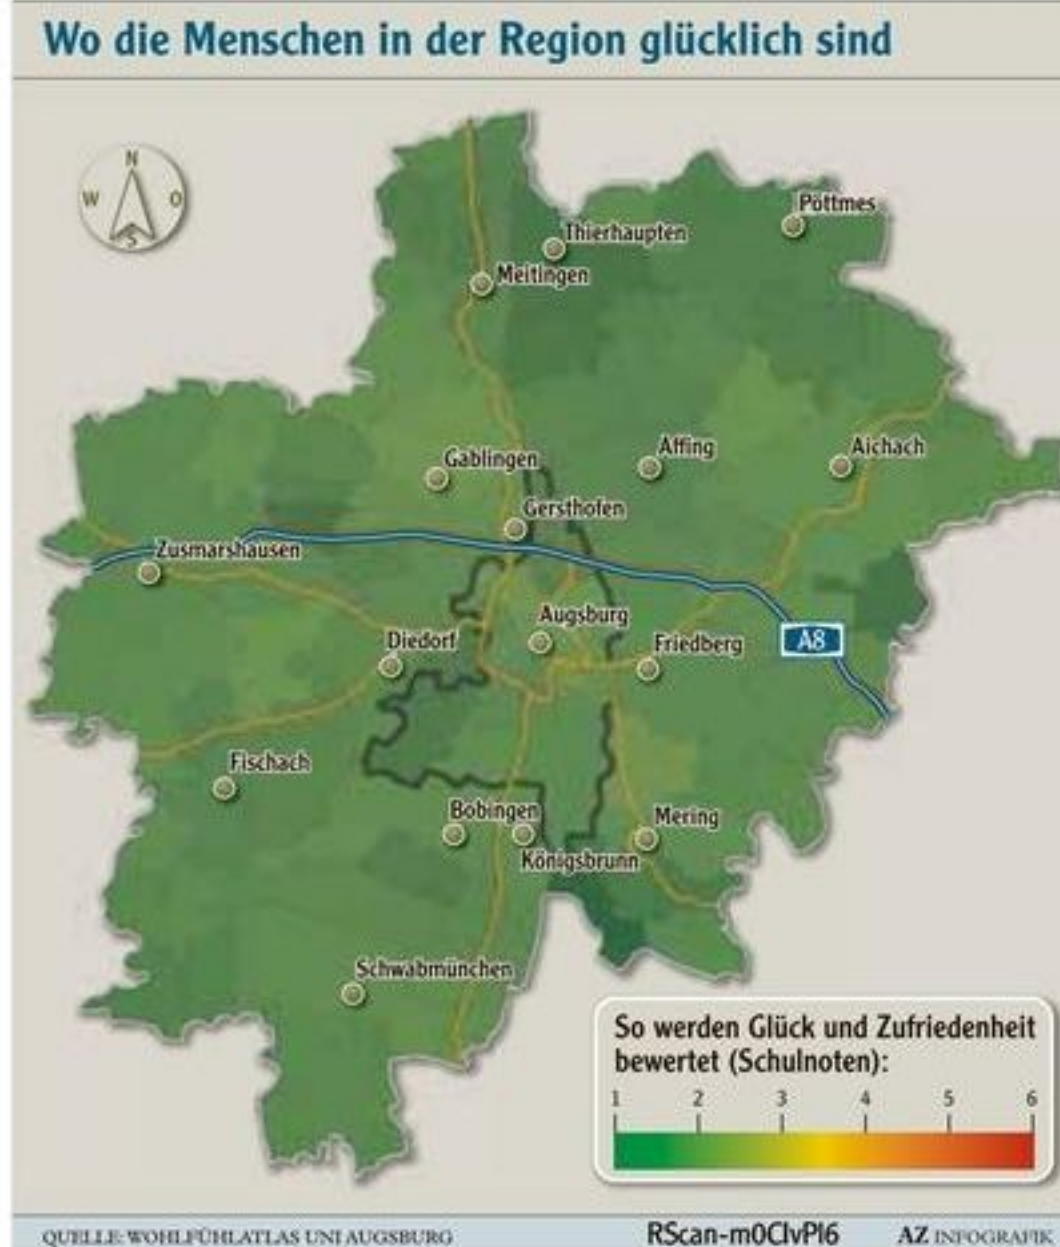 Wo die Menschen in der Region glücklich sind
N
W
O
S
Pöttmes
Thierhaupten
Meitingen
Gablingen
Affing
Aichach
Gersthofen
Zusmarshausen
Augsburg
Diedorf
Friedberg
A8
Fischach
Bobingen
Mering
Königsbrunn
Schwabmünchen
So werden Glück und Zufriedenheit
bewertet (Schulnoten):
1 2 3 4 5 6
QUELLE: WOHLFÜHLATLAS UNI AUGSBURG
RScan-m0ClvPl6
AZ INFOGRAFIK